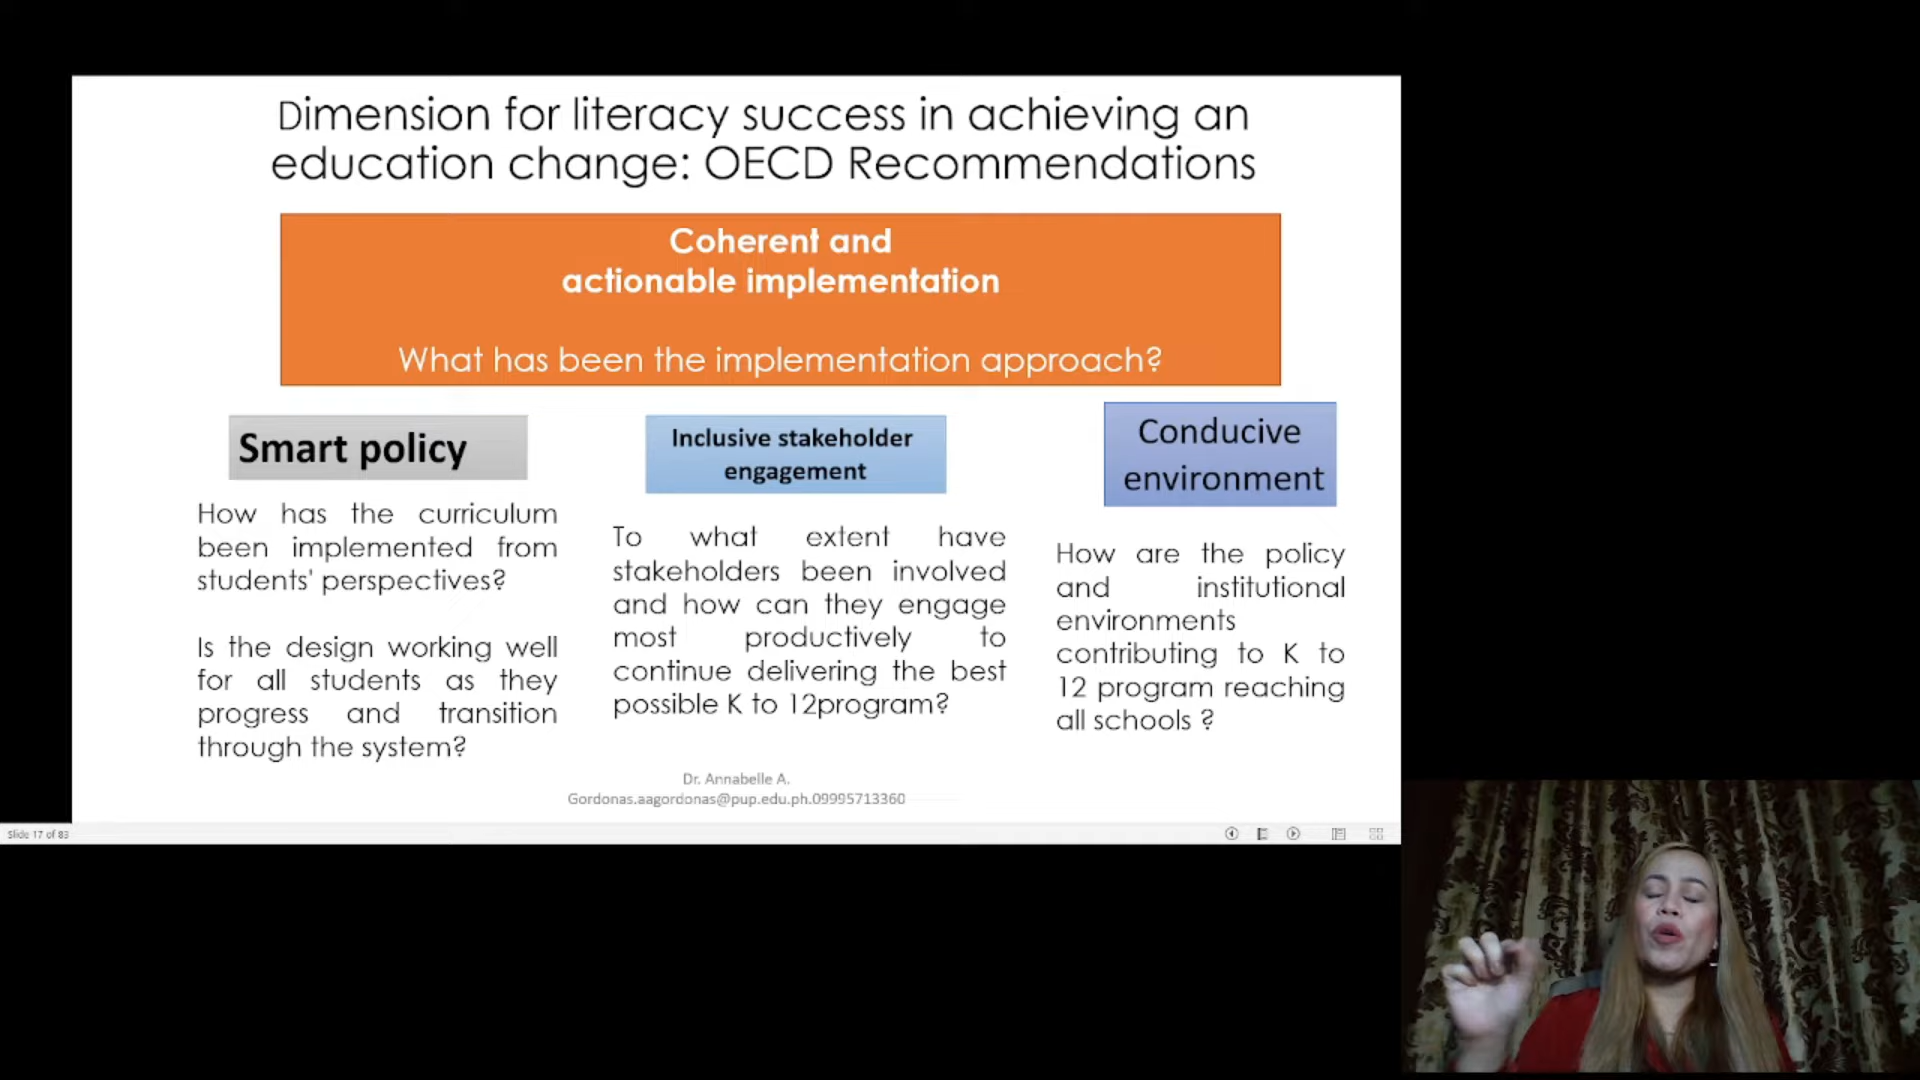 Dimension for literacy success in achieving an
education change: OECD Recommendations
Coherent and
actionable implementation
What has been the implementation approach?
Smart policy
How has the curriculum
been implemented from
students' perspectives?
Is the design working well
for all students as they
progress and transition
through the system?
Inclusive stakeholder
engagement
To what extent have
stakeholders been involved
and how can they engage
most productively to
continue delivering the best
possible K to 12program?
Conducive
environment
How are the policy
and institutional
environments
contributing to K to
12 program reaching
all schools ?
Dr. Annabelle A.
Gordonas.aagordonas@pup.edu.ph.09995713360
Slide 17 of 83